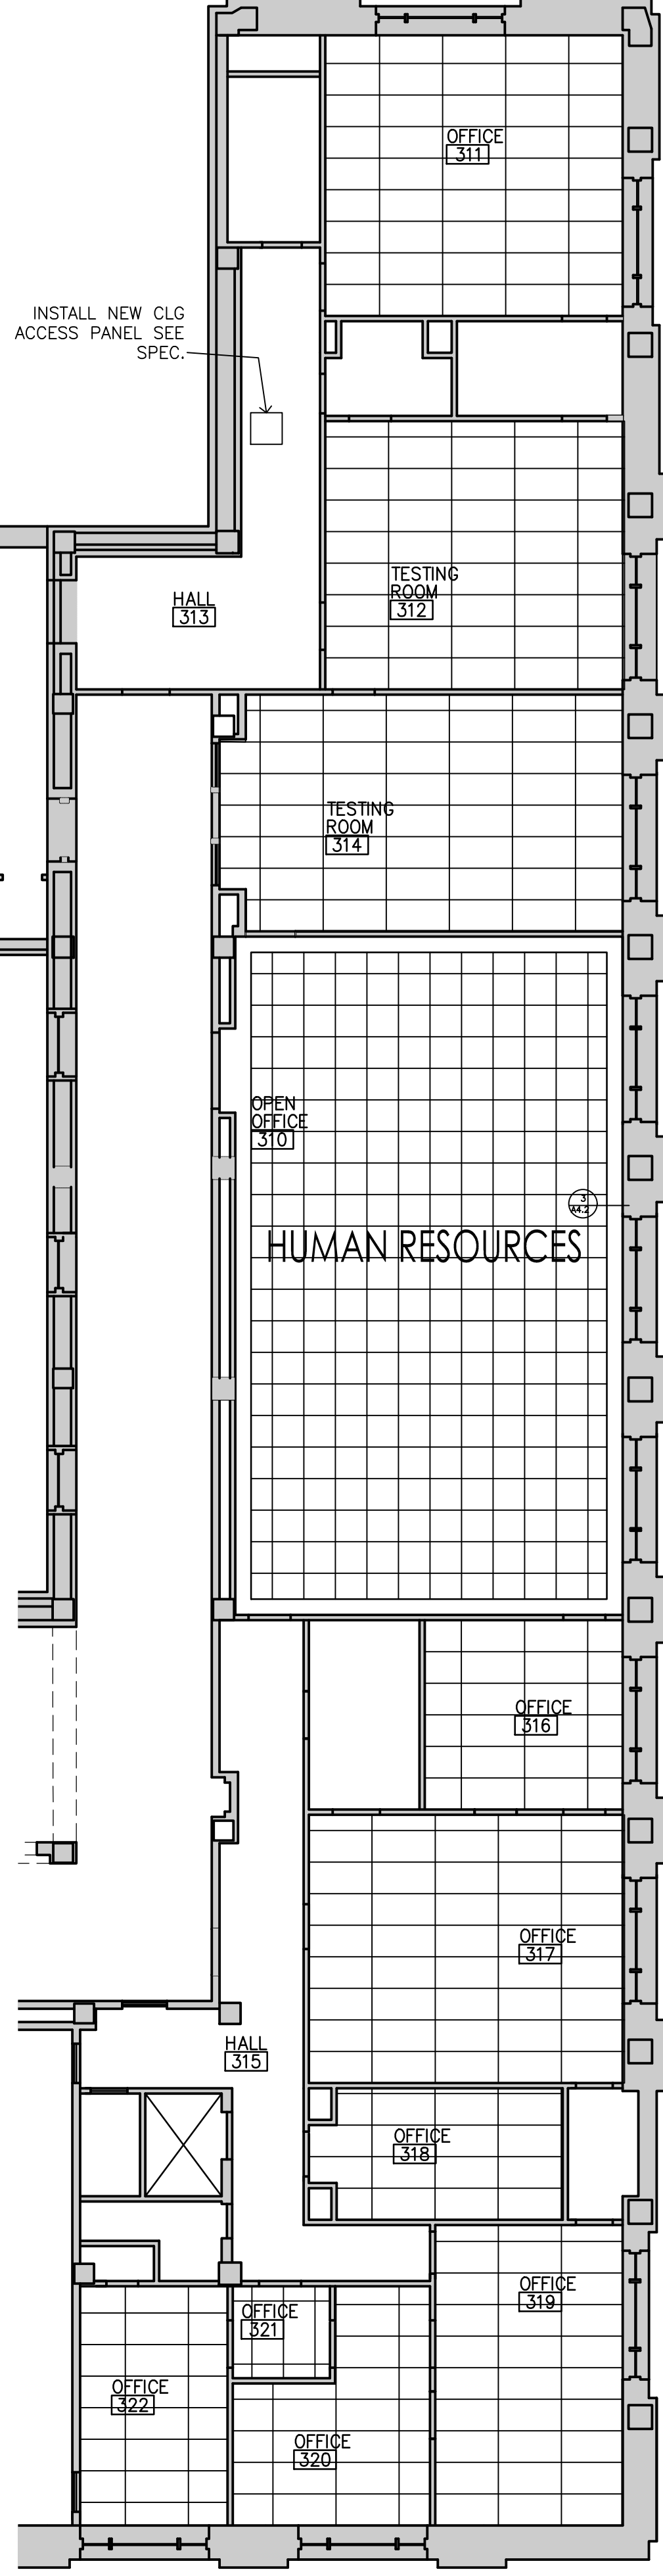 OFFICE
311
INSTALL NEW CLG
ACCESS PANEL SEE
SPEC.
TESTING
ROOM
312
HALL
313
TESTING
ROOM
314
OPEN
OFFICE
310
3
A4.2
HUMAN RESOURCES
OFFICE
316
OFFICE
317
HALL
315
OFFICE
318
OFFICE
319
OFFICE
321
OFFICE
322
OFFICE
320